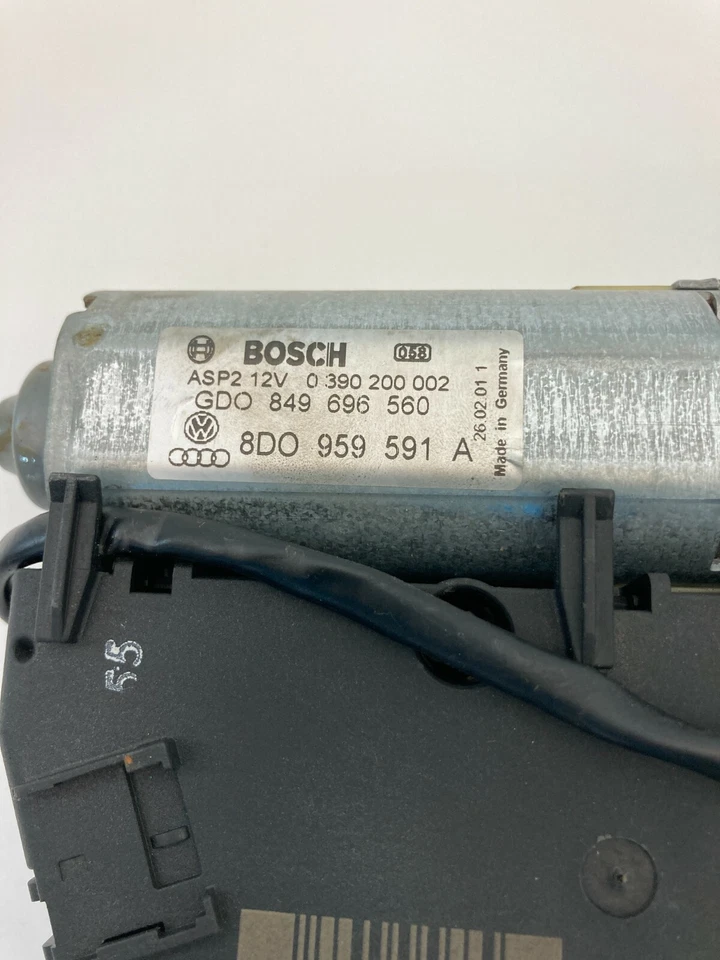 BOSCH 058
ASP2 12V 0 390 200 002
GDO 849 696 560
8D0 959 591 A
26.02.01 1
Made in Germany
55